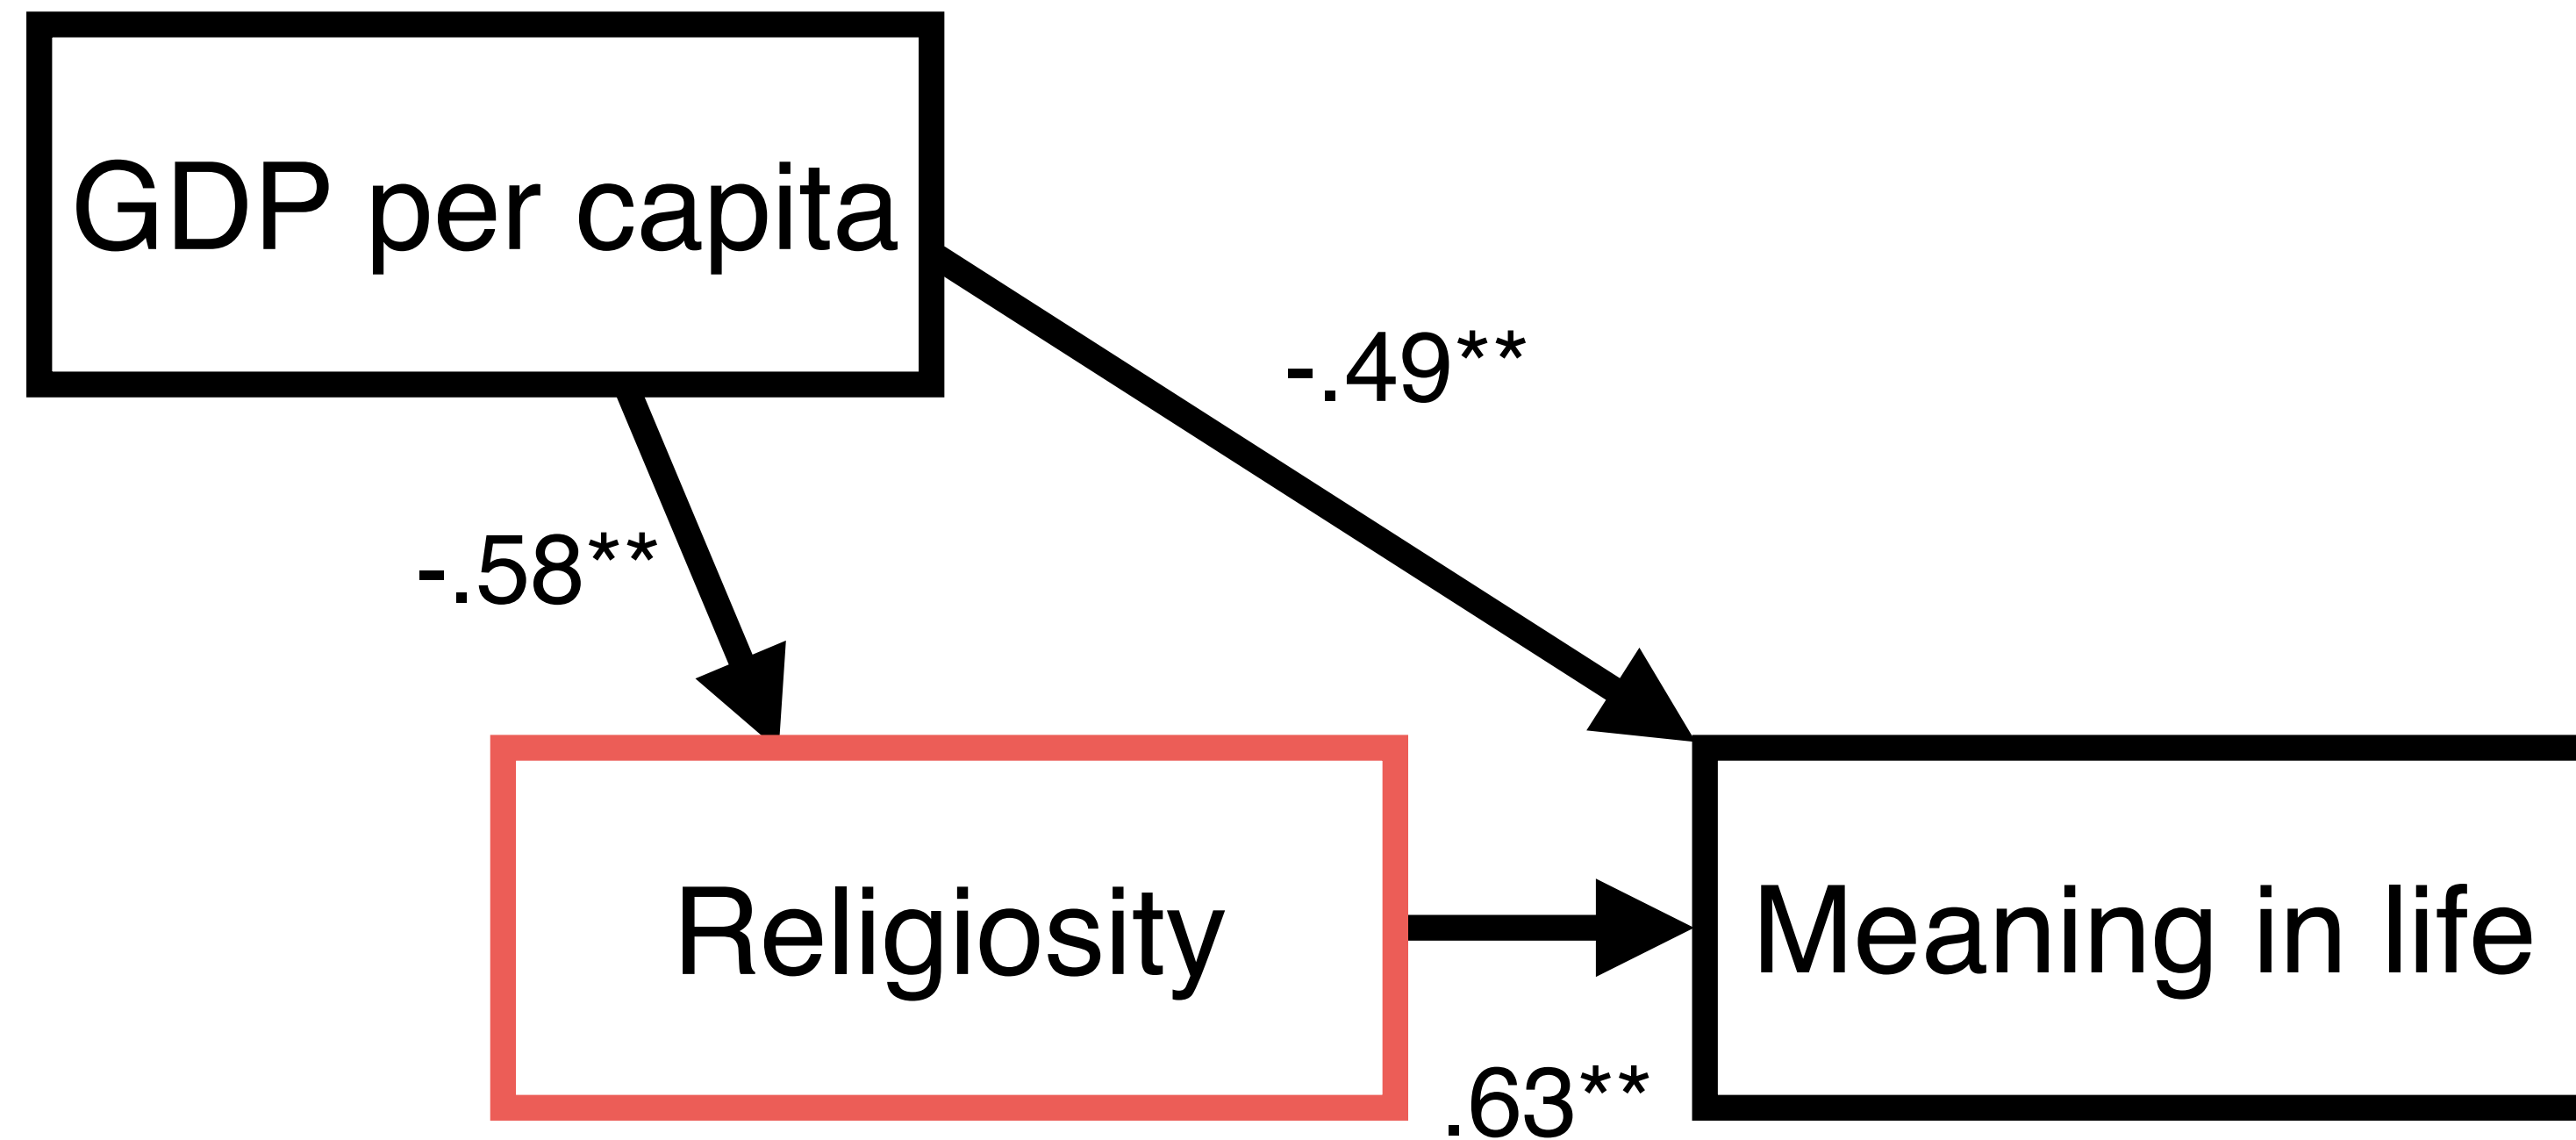 GDP per capita
-.49**
-.58**
Religiosity
Meaning in life
.63**